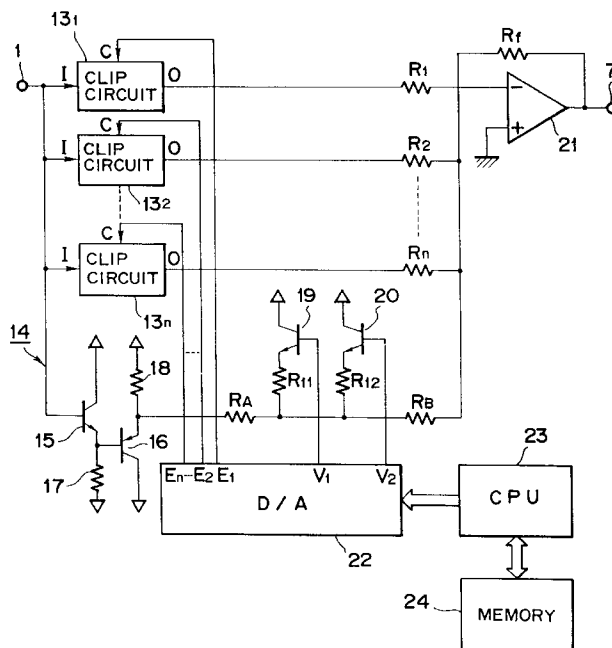 13₁
1
C
I
CLIP CIRCUIT
O
R₁
Rf
7
−
+
21
C
I
CLIP CIRCUIT
O
13₂
R₂
C
I
CLIP CIRCUIT
O
13n
Rn
14
19
20
18
R₁₁
R₁₂
15
16
RA
RB
17
En--E₂ E₁
V₁
V₂
D/A
22
23
CPU
24
MEMORY